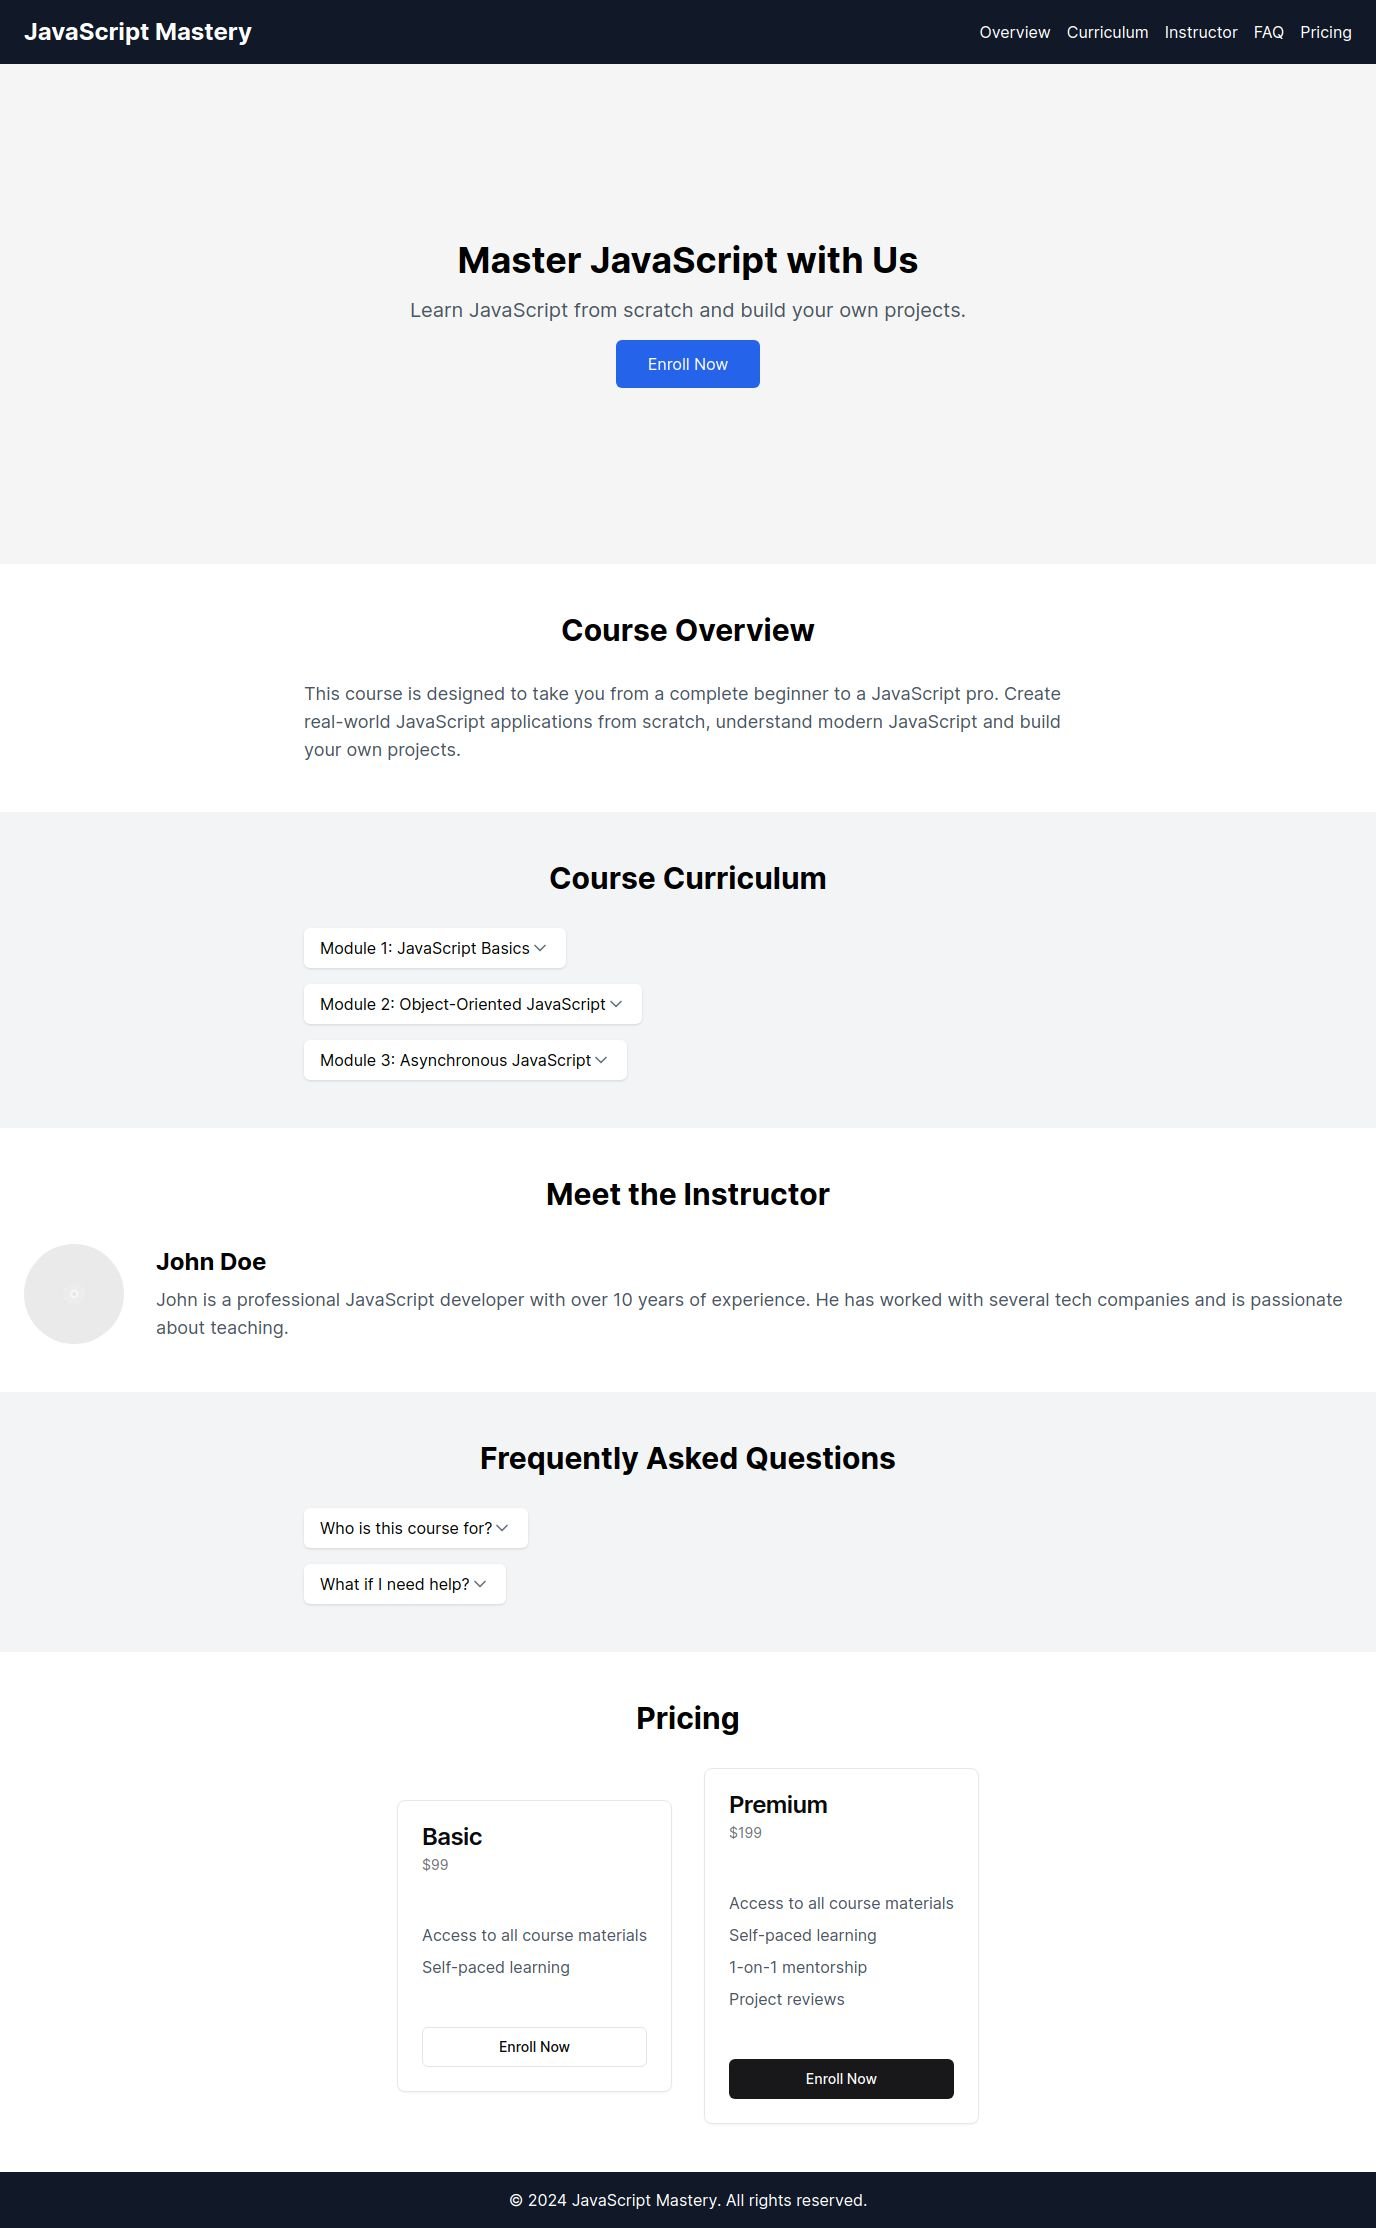 JavaScript Mastery
Overview Curriculum Instructor FAQ Pricing
Master JavaScript with Us
Learn JavaScript from scratch and build your own projects.
Enroll Now
Course Overview
This course is designed to take you from a complete beginner to a JavaScript pro. Create
real-world JavaScript applications from scratch, understand modern JavaScript and build
your own projects.
Course Curriculum
Module 1: JavaScript Basics
Module 2: Object-Oriented JavaScript
Module 3: Asynchronous JavaScript
Meet the Instructor
John Doe
John is a professional JavaScript developer with over 10 years of experience. He has worked with several tech companies and is passionate
about teaching.
Frequently Asked Questions
Who is this course for?
What if I need help?
Pricing
Basic
$99
Access to all course materials
Self-paced learning
Enroll Now
Premium
$199
Access to all course materials
Self-paced learning
1-on-1 mentorship
Project reviews
Enroll Now
© 2024 JavaScript Mastery. All rights reserved.